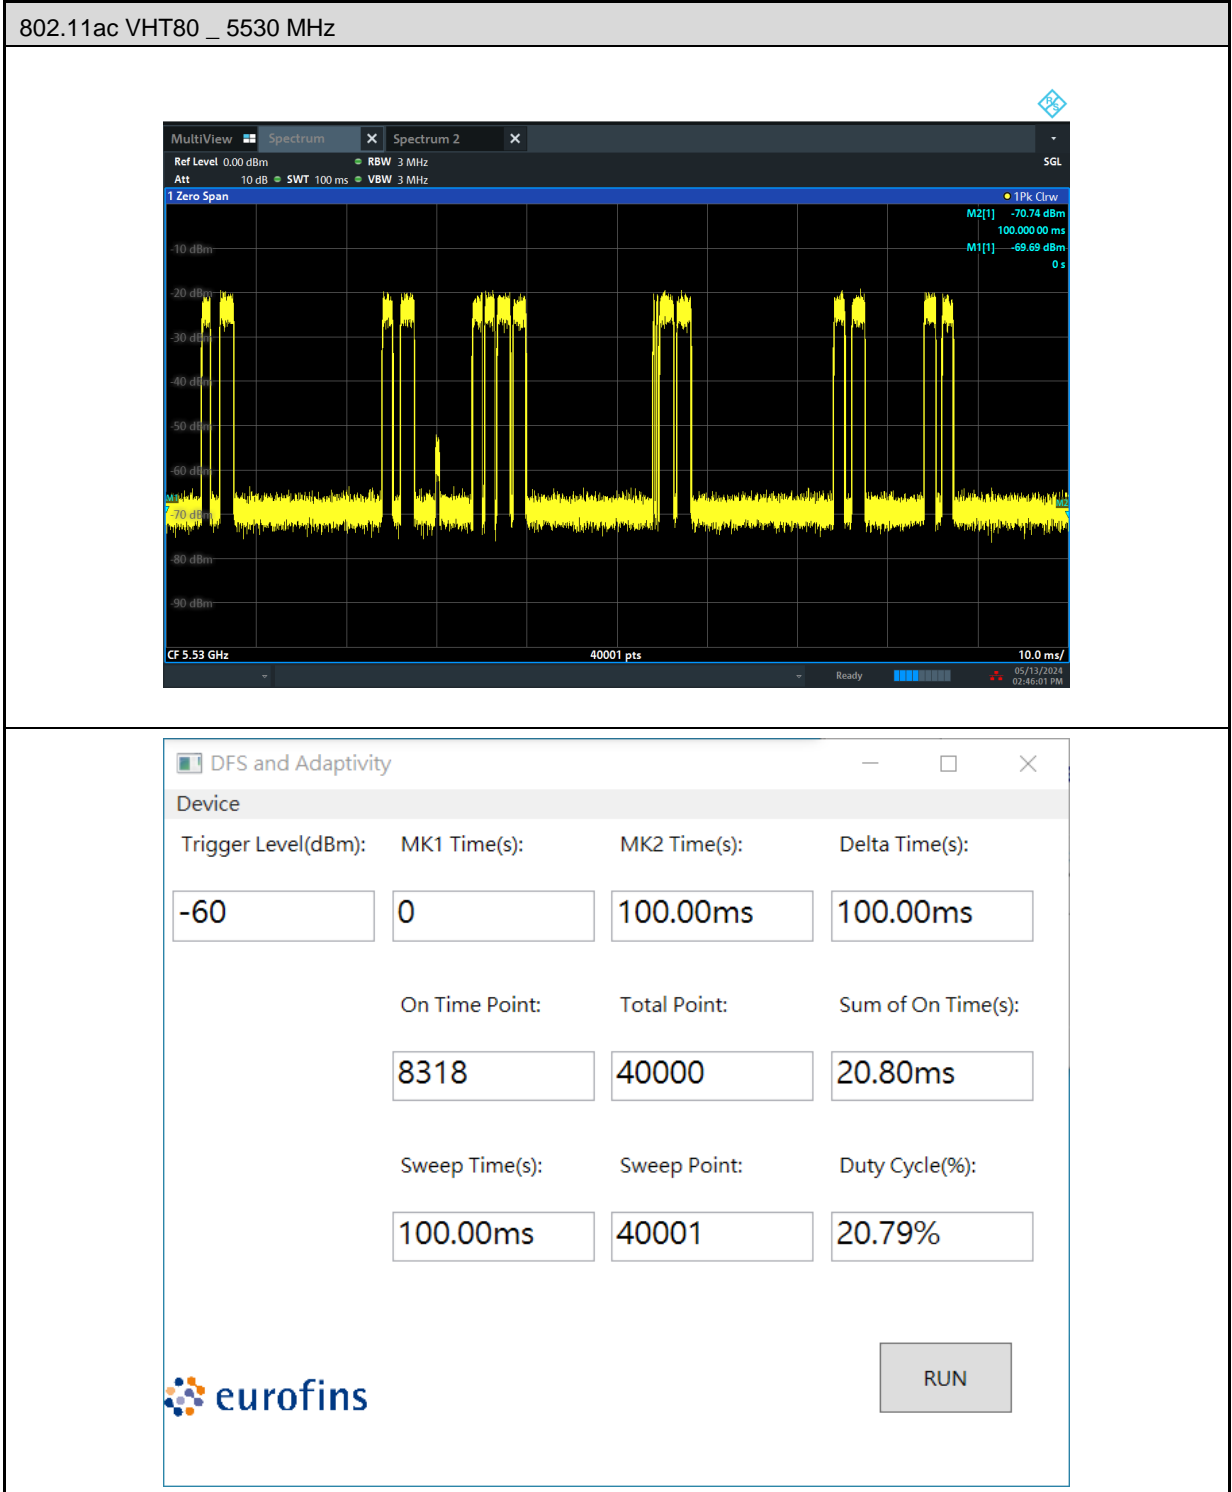 802.11ac VHT80 _ 5530 MHz
R&S
MultiView Spectrum X Spectrum 2 X
Ref Level 0.00 dBm RBW 3 MHz SGL
Att 10 dB SWT 100 ms VBW 3 MHz
1 Zero Span 1Pk Clrw
M2[1] -70.74 dBm
100.000 00 ms
M1[1] -69.69 dBm
0 s
-10 dBm
-20 dBm
-30 dBm
-40 dBm
-50 dBm
-60 dBm
M1
M2
-70 dBm
-80 dBm
-90 dBm
CF 5.53 GHz 40001 pts 10.0 ms/
Ready 05/13/2024
02:46:01 PM
DFS and Adaptivity
Device
Trigger Level(dBm): MK1 Time(s): MK2 Time(s): Delta Time(s):
-60 0 100.00ms 100.00ms
On Time Point: Total Point: Sum of On Time(s):
8318 40000 20.80ms
Sweep Time(s): Sweep Point: Duty Cycle(%):
100.00ms 40001 20.79%
RUN
eurofins